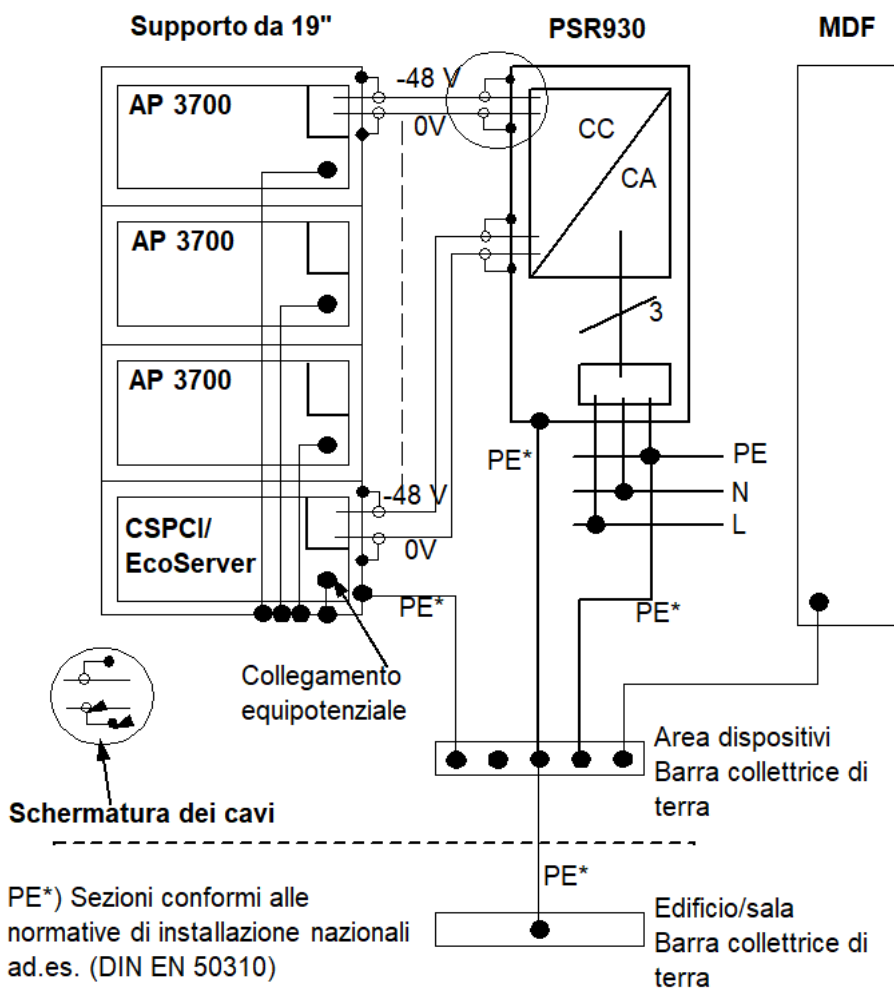 Supporto da 19"
PSR930
MDF
AP 3700
-48 V
0V
CC
CA
AP 3700
3
AP 3700
PE*
PE
N
L
CSPCI/
EcoServer
-48 V
0V
PE*
PE*
Collegamento
equipotenziale
Area dispositivi
Barra collettrice di
terra
Schermatura dei cavi
PE*) Sezioni conformi alle
normative di installazione nazionali
ad.es. (DIN EN 50310)
PE*
Edificio/sala
Barra collettrice di
terra